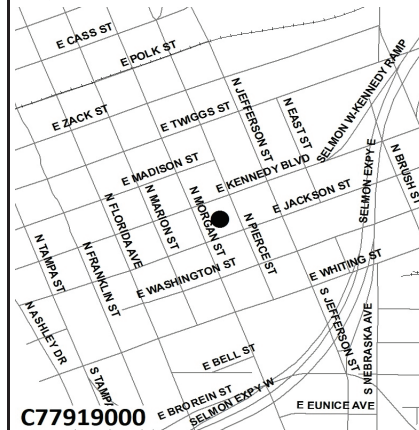 E CASS ST
E POLK ST
N JEFFERSON ST
N EAST ST
SELMON W-KENNEDY RAMP
E ZACK ST
E TWIGGS ST
E MADISON ST
E KENNEDY BLVD
N BRUSH ST
SELMON EXPY E
E JACKSON ST
N FLORIDA AVE
N MARION ST
N MORGAN ST
N PIERCE ST
N TAMPA ST
N FRANKLIN ST
E WASHINGTON ST
E WHITING ST
N ASHLEY DR
S JEFFERSON ST
S NEBRASKA AVE
E BELL ST
S TAMPA
E BROREIN ST
SELMON EXPY W
E EUNICE AVE
C77919000